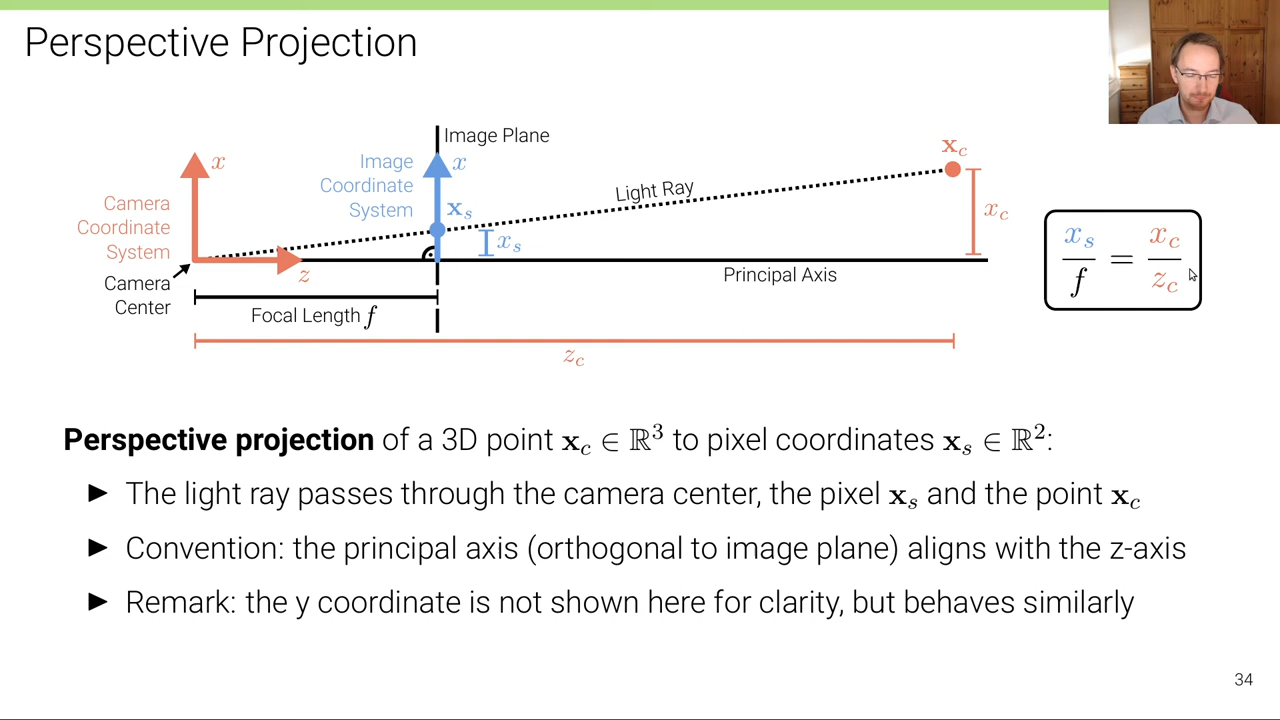 Perspective Projection
Image Plane
x
Image
Coordinate
System
x
𝐱_c
Light Ray
Camera
Coordinate
System
𝐱_s
x_s
x_c
z
Camera
Center
Principal Axis
Focal Length f
z_c
x_s/f = x_c/z_c
Perspective projection of a 3D point 𝐱_c ∈ ℝ³ to pixel coordinates 𝐱_s ∈ ℝ²:
► The light ray passes through the camera center, the pixel 𝐱_s and the point 𝐱_c
► Convention: the principal axis (orthogonal to image plane) aligns with the z-axis
► Remark: the y coordinate is not shown here for clarity, but behaves similarly
34